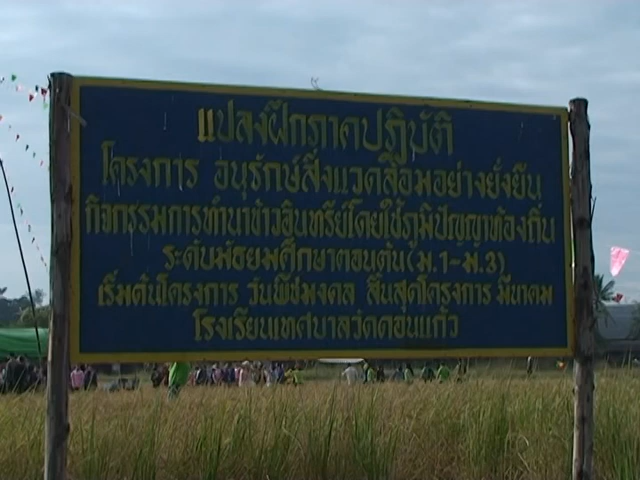 แปลงฝึกภาคปฏิบัติ
โครงการ อนุรักษ์สิ่งแวดล้อมอย่างยั่งยืน
กิจกรรมการทำนาข้าวอินทรีย์โดยใช้ภูมิปัญญาท้องถิ่น
ระดับมัธยมศึกษาตอนต้น(ม.1-ม.3)
เริ่มต้นโครงการ วันพืชมงคล สิ้นสุดโครงการ มีนาคม
โรงเรียนเทศบาลวัดดอนแก้ว